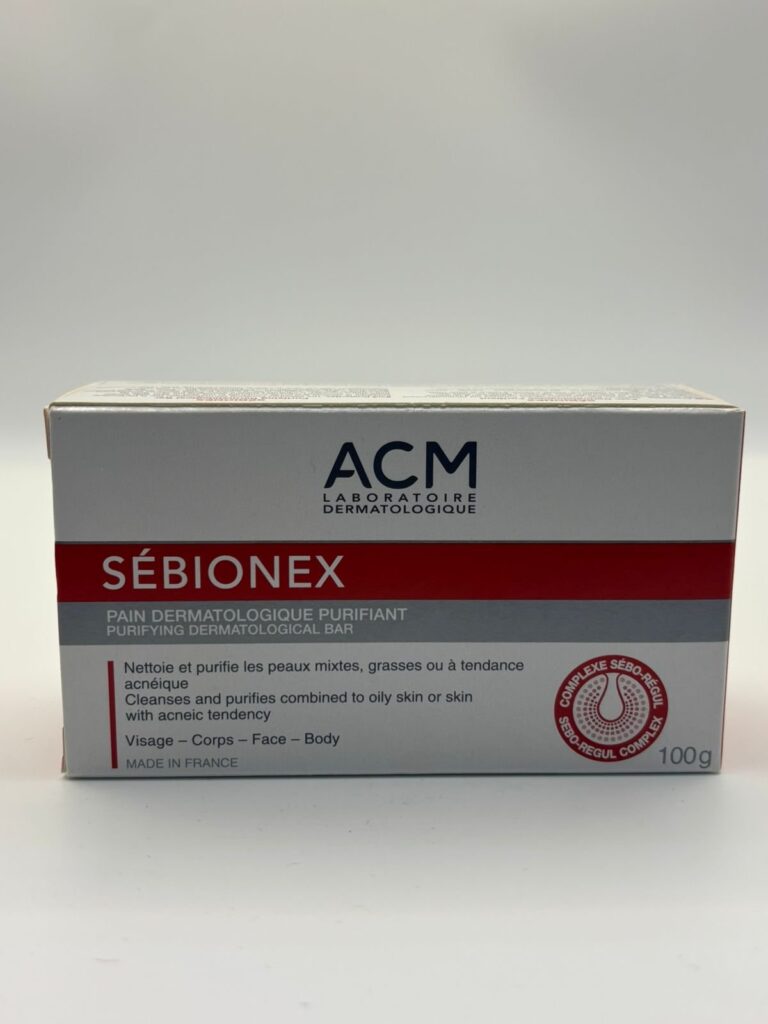 ACM
LABORATOIRE
DERMATOLOGIQUE
SÉBIONEX
PAIN DERMATOLOGIQUE PURIFIANT
PURIFYING DERMATOLOGICAL BAR
Nettoie et purifie les peaux mixtes, grasses ou à tendance
acnéique
Cleanses and purifies combined to oily skin or skin
with acneic tendency
Visage – Corps – Face – Body
MADE IN FRANCE
COMPLEXE SÉBO-RÉGUL
SEBO-REGUL COMPLEX
100g